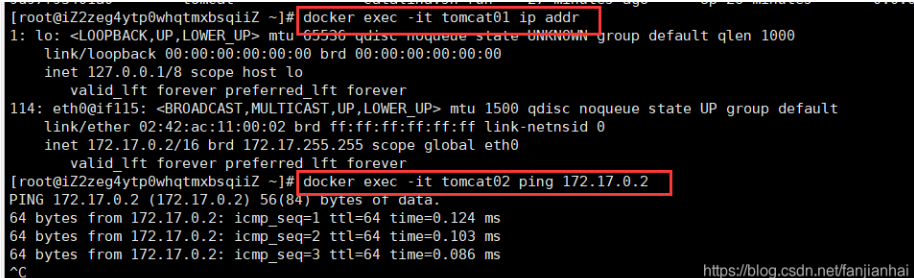 [root@iZ2zeg4ytp0whqtmxbsqiiZ ~]# docker exec -it tomcat01 ip addr
1: lo: <LOOPBACK,UP,LOWER_UP> mtu 65536 qdisc noqueue state UNKNOWN group default qlen 1000
link/loopback 00:00:00:00:00:00 brd 00:00:00:00:00:00
inet 127.0.0.1/8 scope host lo
valid_lft forever preferred_lft forever
114: eth0@if115: <BROADCAST,MULTICAST,UP,LOWER_UP> mtu 1500 qdisc noqueue state UP group default
link/ether 02:42:ac:11:00:02 brd ff:ff:ff:ff:ff:ff link-netnsid 0
inet 172.17.0.2/16 brd 172.17.255.255 scope global eth0
valid_lft forever preferred_lft forever
[root@iZ2zeg4ytp0whqtmxbsqiiZ ~]# docker exec -it tomcat02 ping 172.17.0.2
PING 172.17.0.2 (172.17.0.2) 56(84) bytes of data.
64 bytes from 172.17.0.2: icmp_seq=1 ttl=64 time=0.124 ms
64 bytes from 172.17.0.2: icmp_seq=2 ttl=64 time=0.103 ms
64 bytes from 172.17.0.2: icmp_seq=3 ttl=64 time=0.086 ms
^C
https://blog.csdn.net/fanjianhai